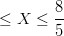 ≤ X ≤ 8/5